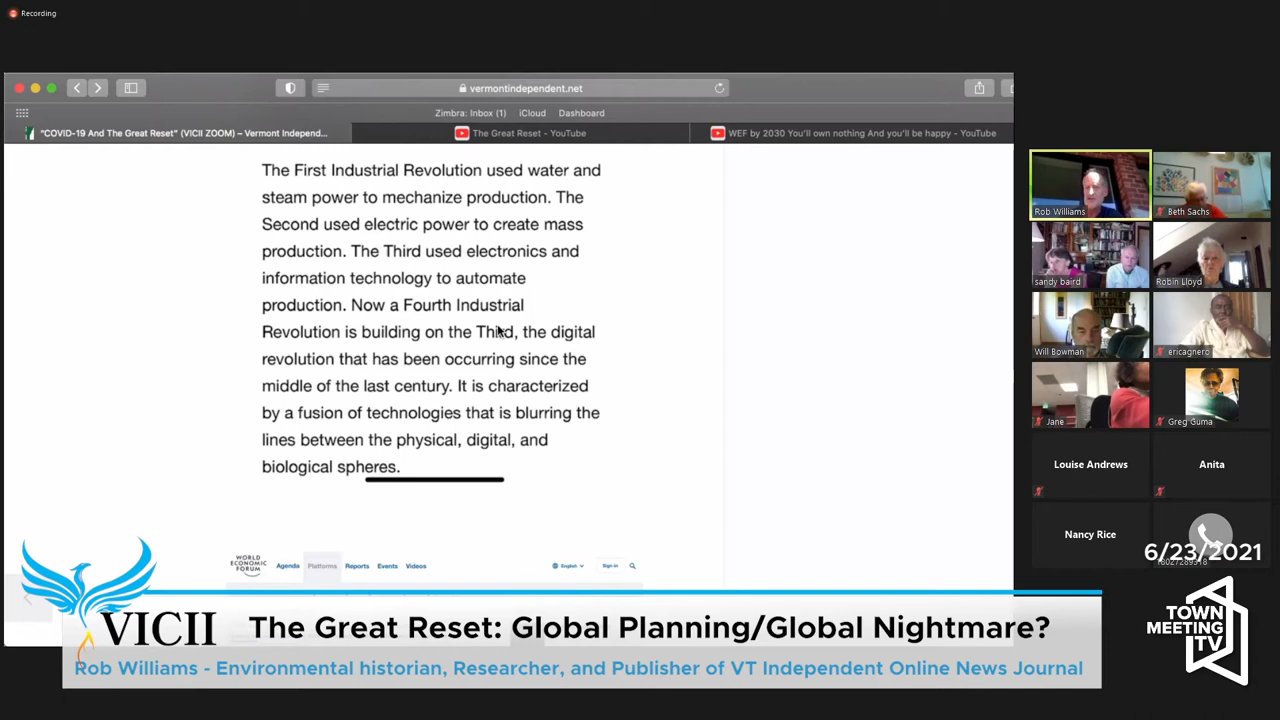 Recording
vermontindependent.net
Zimbra: Inbox (1) iCloud Dashboard
"COVID-19 And The Great Reset" (VICII ZOOM) – Vermont Independ...
The Great Reset - YouTube
WEF by 2030 You'll own nothing And you'll be happy - YouTube
The First Industrial Revolution used water and
steam power to mechanize production. The
Second used electric power to create mass
production. The Third used electronics and
information technology to automate
production. Now a Fourth Industrial
Revolution is building on the Third, the digital
revolution that has been occurring since the
middle of the last century. It is characterized
by a fusion of technologies that is blurring the
lines between the physical, digital, and
biological spheres.
WORLD
ECONOMIC
FORUM
Agenda Platforms Reports Events Videos
English Sign in
Rob Williams
Beth Sachs
sandy baird
Robin Lloyd
Will Bowman
ericagnero
Jane
Greg Guma
Louise Andrews
Anita
Nancy Rice
6/23/2021
VICII
The Great Reset: Global Planning/Global Nightmare?
Rob Williams - Environmental historian, Researcher, and Publisher of VT Independent Online News Journal
TOWN
MEETING
TV